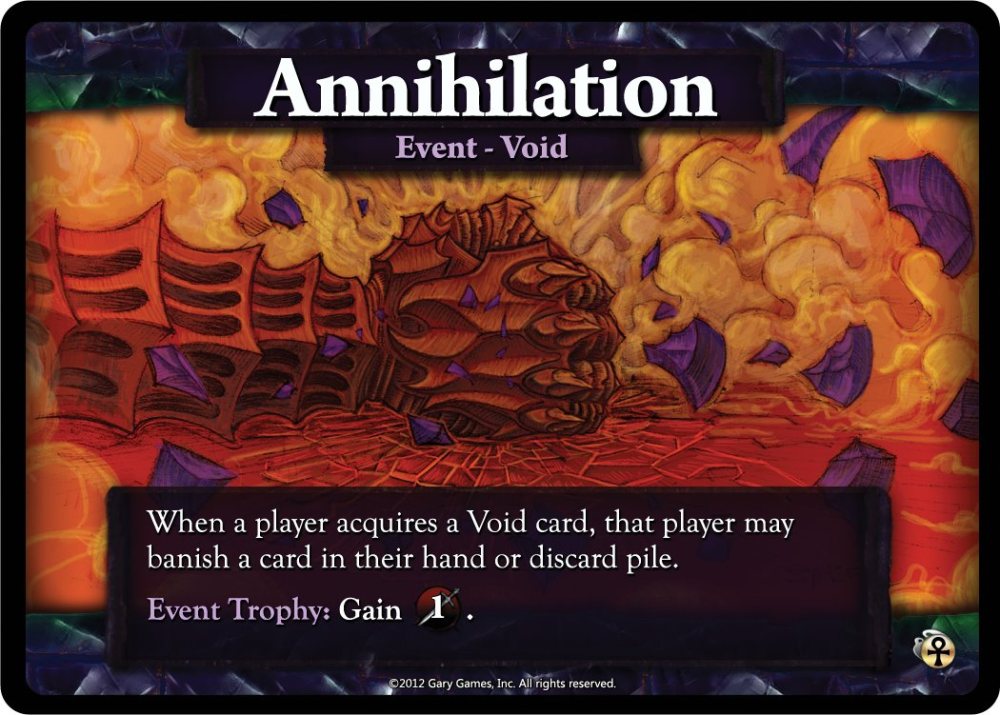 Annihilation
Event - Void
When a player acquires a Void card, that player may
banish a card in their hand or discard pile.
Event Trophy: Gain 1 .
©2012 Gary Games, Inc. All rights reserved.